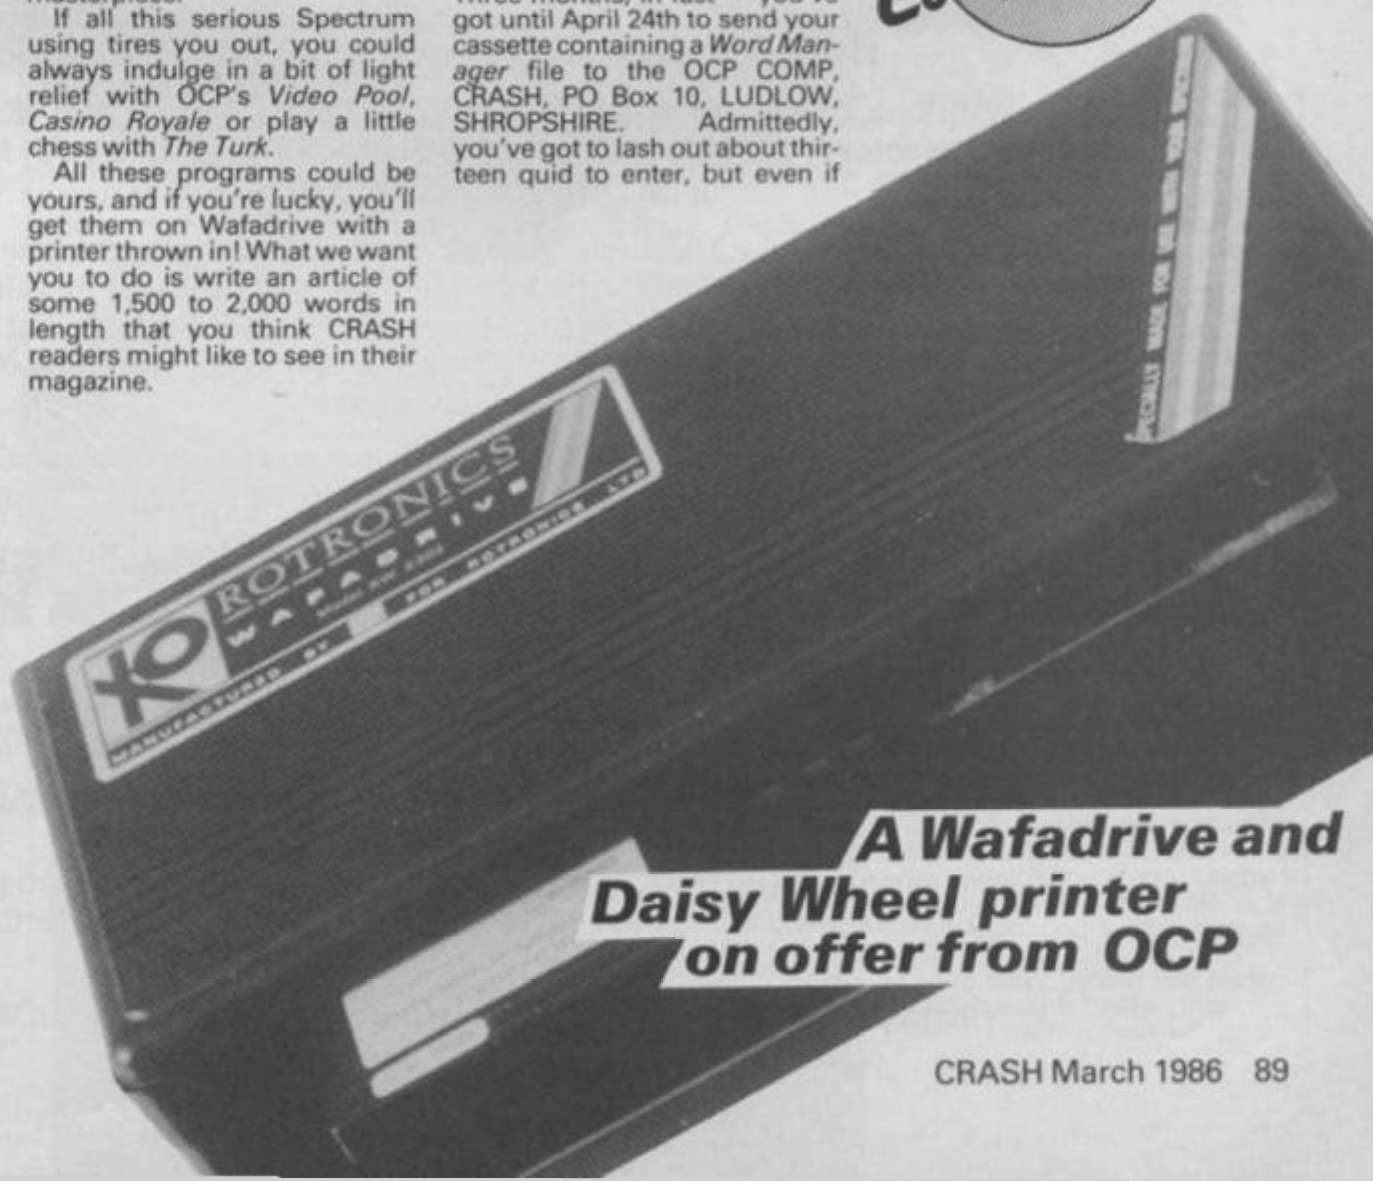 If all this serious Spectrum
using tires you out, you could
always indulge in a bit of light
relief with OCP's Video Pool,
Casino Royale or play a little
chess with The Turk.
All these programs could be
yours, and if you're lucky, you'll
get them on Wafadrive with a
printer thrown in! What we want
you to do is write an article of
some 1,500 to 2,000 words in
length that you think CRASH
readers might like to see in their
magazine.
got until April 24th to send your
cassette containing a Word Man-
ager file to the OCP COMP,
CRASH, PO Box 10, LUDLOW,
SHROPSHIRE. Admittedly,
you've got to lash out about thir-
teen quid to enter, but even if
SPECIALLY MADE FOR USE WITH YOUR SPECTRUM
ROTRONICS
WAFADRIVE
MANUFACTURED BY FOR ROTRONICS LTD
A Wafadrive and
Daisy Wheel printer
on offer from OCP
CRASH March 1986 89